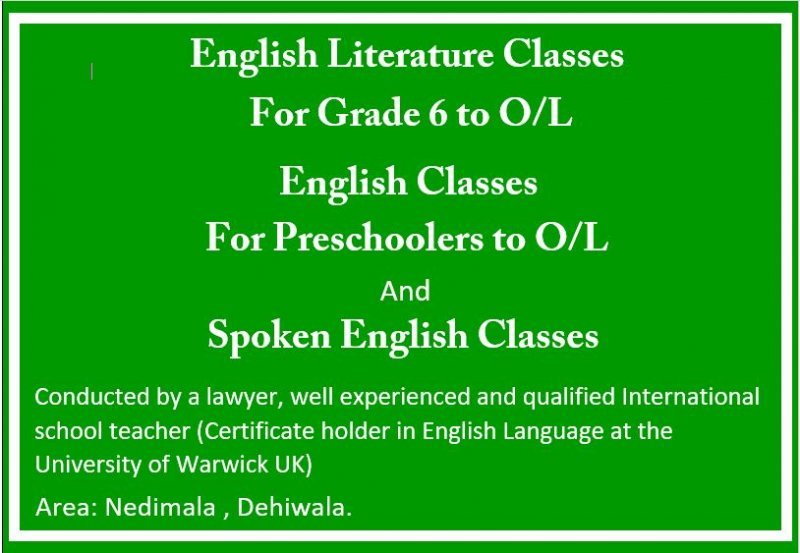 English Literature Classes
For Grade 6 to O/L
English Classes
For Preschoolers to O/L
And
Spoken English Classes
Conducted by a lawyer, well experienced and qualified International
school teacher (Certificate holder in English Language at the
University of Warwick UK)
Area: Nedimala , Dehiwala.